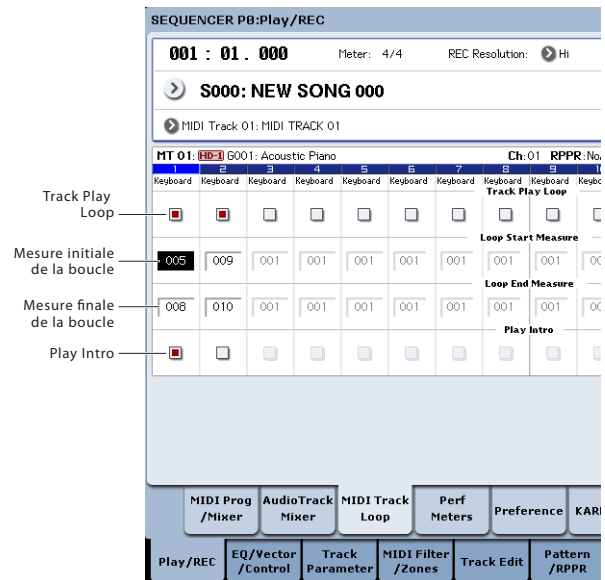 SEQUENCER P0:Play/REC
001 : 01 . 000 Meter: 4/4 REC Resolution: Hi
S000: NEW SONG 000
MIDI Track 01: MIDI TRACK 01
MT 01: HD-1 G001: Acoustic Piano Ch:01 RPPR:No
1 2 3 4 5 6 7 8 9 10
Keyboard Keyboard Keyboard Keyboard Keyboard Keyboard Keyboard Keyboard Keyboard Key
Track Play Loop
Track Play
Loop
Loop Start Measure
Mesure initiale
de la boucle
005 009 001 001 001 001 001 001 001 00
Loop End Measure
Mesure finale
de la boucle
008 010 001 001 001 001 001 001 001 00
Play Intro
Play Intro
MIDI Prog
/Mixer
AudioTrack
Mixer
MIDI Track
Loop
Perf
Meters
Preference
KAR
Play/REC
EQ/Vector
/Control
Track
Parameter
MIDI Filter
/Zones
Track Edit
Pattern
/RPPR